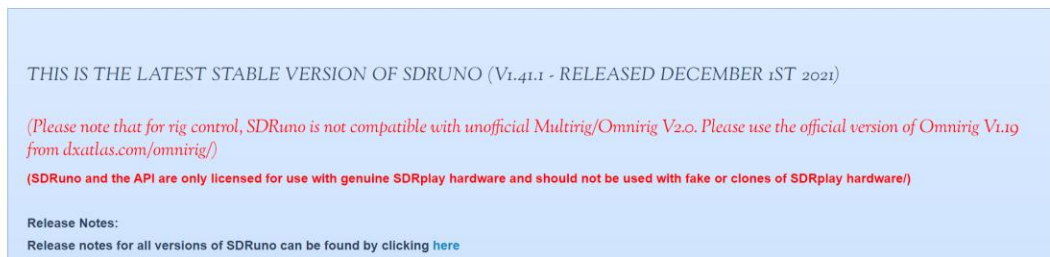 THIS IS THE LATEST STABLE VERSION OF SDRUNO (V1.41.1 - RELEASED DECEMBER 1ST 2021)
(Please note that for rig control, SDRuno is not compatible with unofficial Multirig/Omnirig V2.0. Please use the official version of Omnirig V1.19
from dxatlas.com/omnirig/)
(SDRuno and the API are only licensed for use with genuine SDRplay hardware and should not be used with fake or clones of SDRplay hardware/)
Release Notes:
Release notes for all versions of SDRuno can be found by clicking here